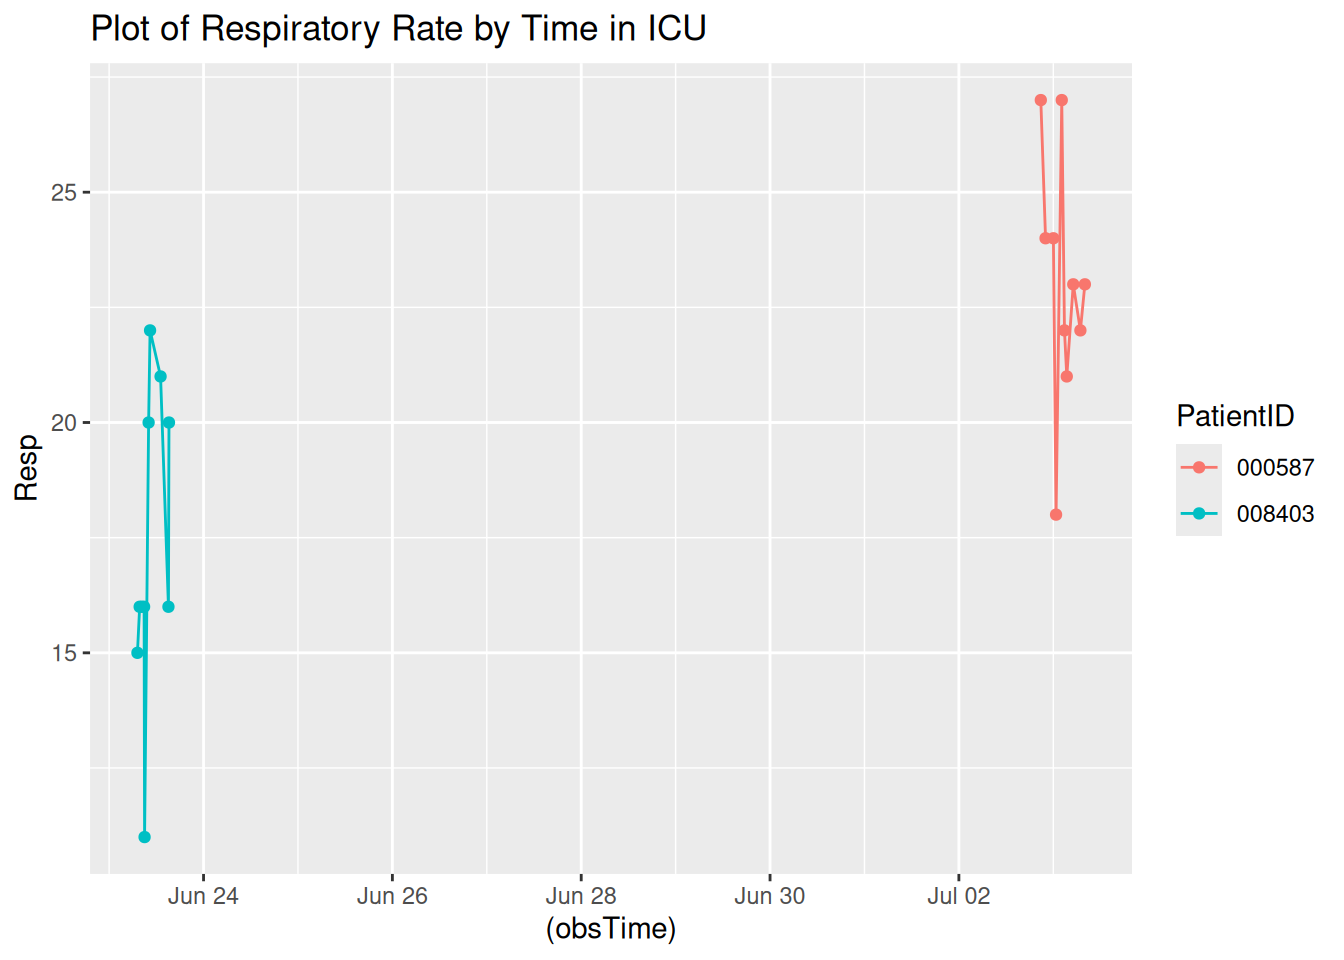 Plot of Respiratory Rate by Time in ICU
25
20
15
Resp
Jun 24 Jun 26 Jun 28 Jun 30 Jul 02
(obsTime)
PatientID
000587
008403